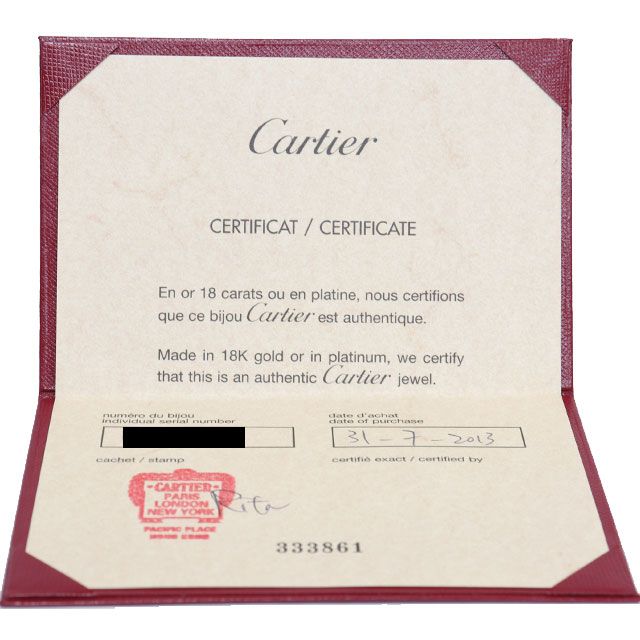 Cartier
CERTIFICAT / CERTIFICATE
En or 18 carats ou en platine, nous certifions
que ce bijou Cartier est authentique.
Made in 18K gold or in platinum, we certify
that this is an authentic Cartier jewel.
numéro du bijou
individual serial number
date d'achat
date of purchase
31-7-2013
cachet / stamp
certifié exact / certified by
CARTIER
PARIS
LONDON
NEW YORK
PACIFIC PLACE
Rita
333861